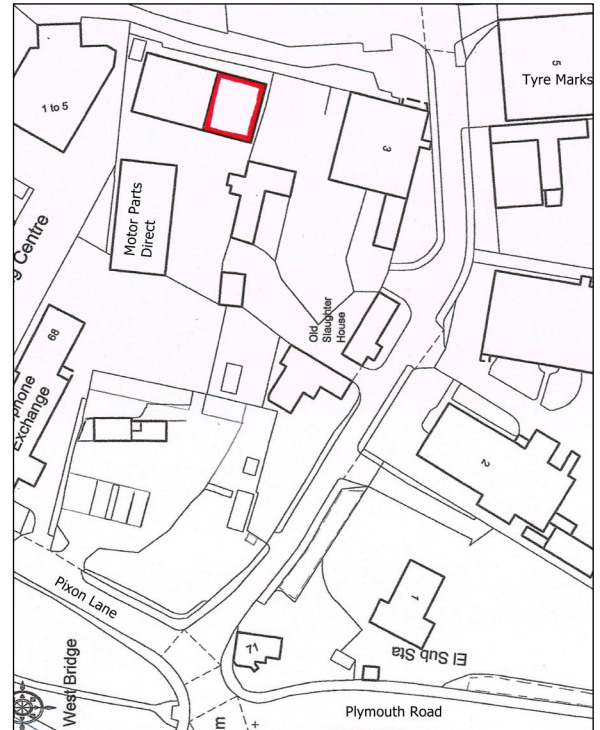 5
Tyre Marks
1 to 5
3
Motor Parts
Direct
g Centre
Old
Slaughter
House
68
phone
Exchange
2
Pixon Lane
1
El Sub Sta
71
West Bridge
m
Plymouth Road